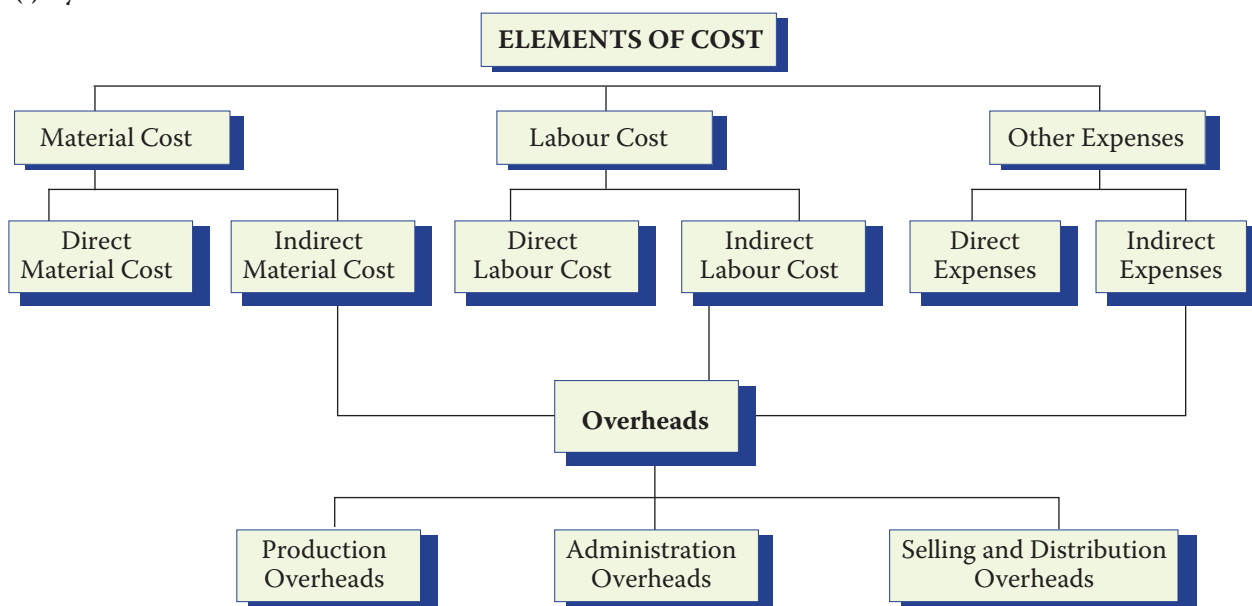 ELEMENTS OF COST
Material Cost
Labour Cost
Other Expenses
Direct
Material Cost
Indirect
Material Cost
Direct
Labour Cost
Indirect
Labour Cost
Direct
Expenses
Indirect
Expenses
Overheads
Production
Overheads
Administration
Overheads
Selling and Distribution
Overheads